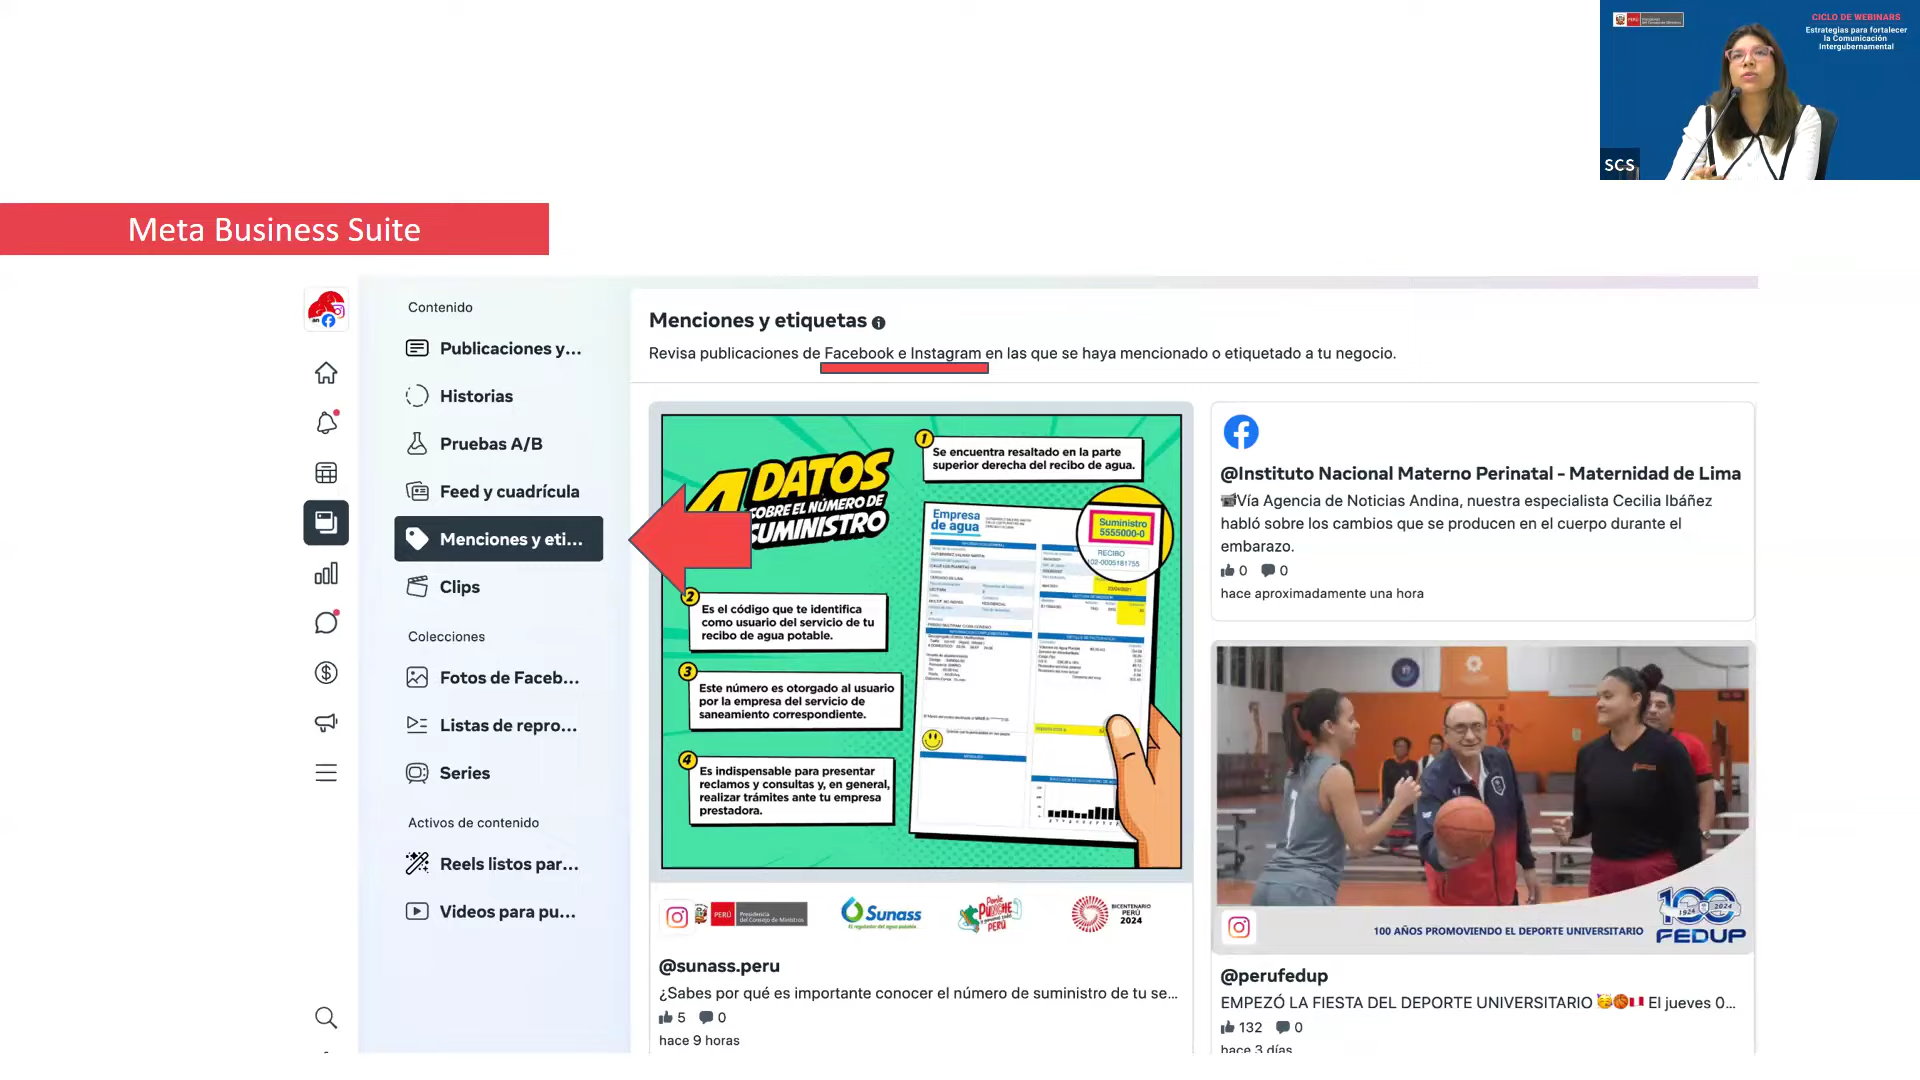 PERÚ
CICLO DE WEBINARS
Estrategias para fortalecer
la Comunicación
Intergubernamental
SCS
Meta Business Suite
Contenido
Publicaciones y...
Historias
Pruebas A/B
Feed y cuadrícula
Menciones y eti...
Clips
Colecciones
Fotos de Faceb...
Listas de repro...
Series
Activos de contenido
Reels listos par...
Videos para pu...
Menciones y etiquetas
Revisa publicaciones de Facebook e Instagram en las que se haya mencionado o etiquetado a tu negocio.
4 DATOS
SOBRE EL NÚMERO DE
SUMINISTRO
1
Se encuentra resaltado en la parte
superior derecha del recibo de agua.
Empresa
de agua
Suministro
5555000-0
RECIBO
2
Es el código que te identifica
como usuario del servicio de tu
recibo de agua potable.
3
Este número es otorgado al usuario
por la empresa del servicio de
saneamiento correspondiente.
4
Es indispensable para presentar
reclamos y consultas y, en general,
realizar trámites ante tu empresa
prestadora.
PERÚ
Presidencia
del Consejo de Ministros
Sunass
El regulador del agua potable
BICENTENARIO
PERÚ
2024
@sunass.peru
¿Sabes por qué es importante conocer el número de suministro de tu se...
5 0
hace 9 horas
@Instituto Nacional Materno Perinatal - Maternidad de Lima
Vía Agencia de Noticias Andina, nuestra especialista Cecilia Ibáñez
habló sobre los cambios que se producen en el cuerpo durante el
embarazo.
0 0
hace aproximadamente una hora
100
1924 2024
FEDUP
100 AÑOS PROMOVIENDO EL DEPORTE UNIVERSITARIO
@perufedup
EMPEZÓ LA FIESTA DEL DEPORTE UNIVERSITARIO 🥳🏀🇵🇪 El jueves 0...
132 0
hace 3 días